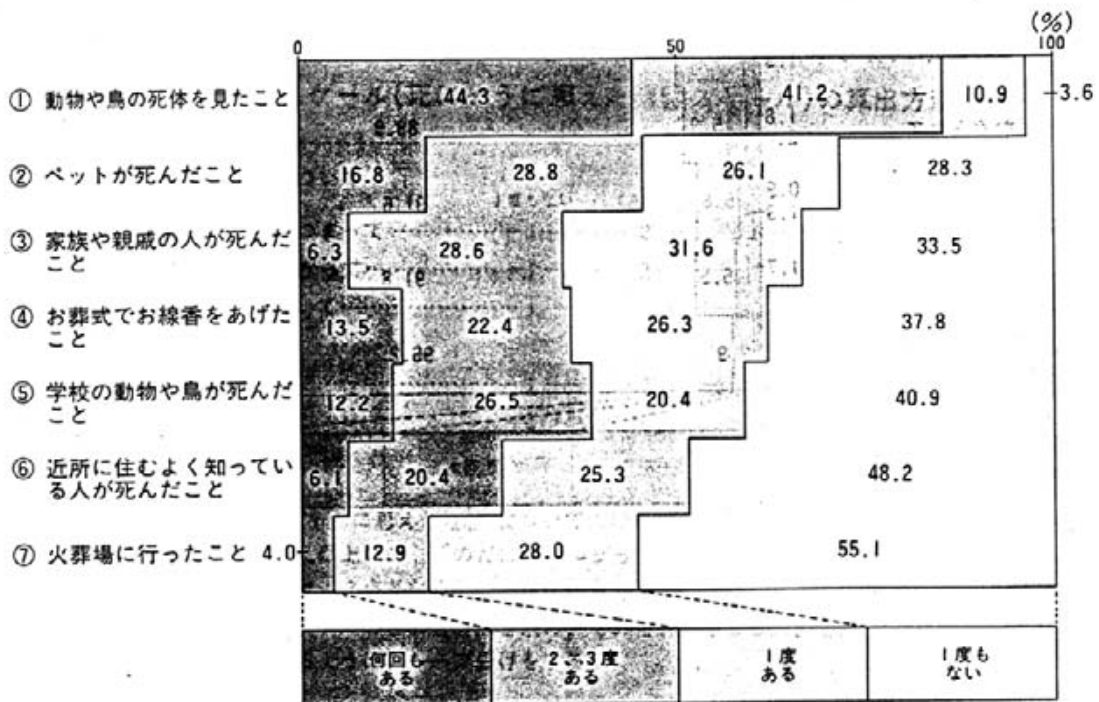 (%)
0 50 100
① 動物や鳥の死体を見たこと 44.3 41.2 10.9 3.6
② ペットが死んだこと 16.8 28.8 26.1 28.3
③ 家族や親戚の人が死んだ
こと 6.3 28.6 31.6 33.5
④ お葬式でお線香をあげた
こと 13.5 22.4 26.3 37.8
⑤ 学校の動物や鳥が死んだ
こと 12.2 26.5 20.4 40.9
⑥ 近所に住むよく知ってい
る人が死んだこと 6.1 20.4 25.3 48.2
⑦ 火葬場に行ったこと 4.0 12.9 28.0 55.1
何回も
ある
2〜3度
ある
1度
ある
1度も
ない